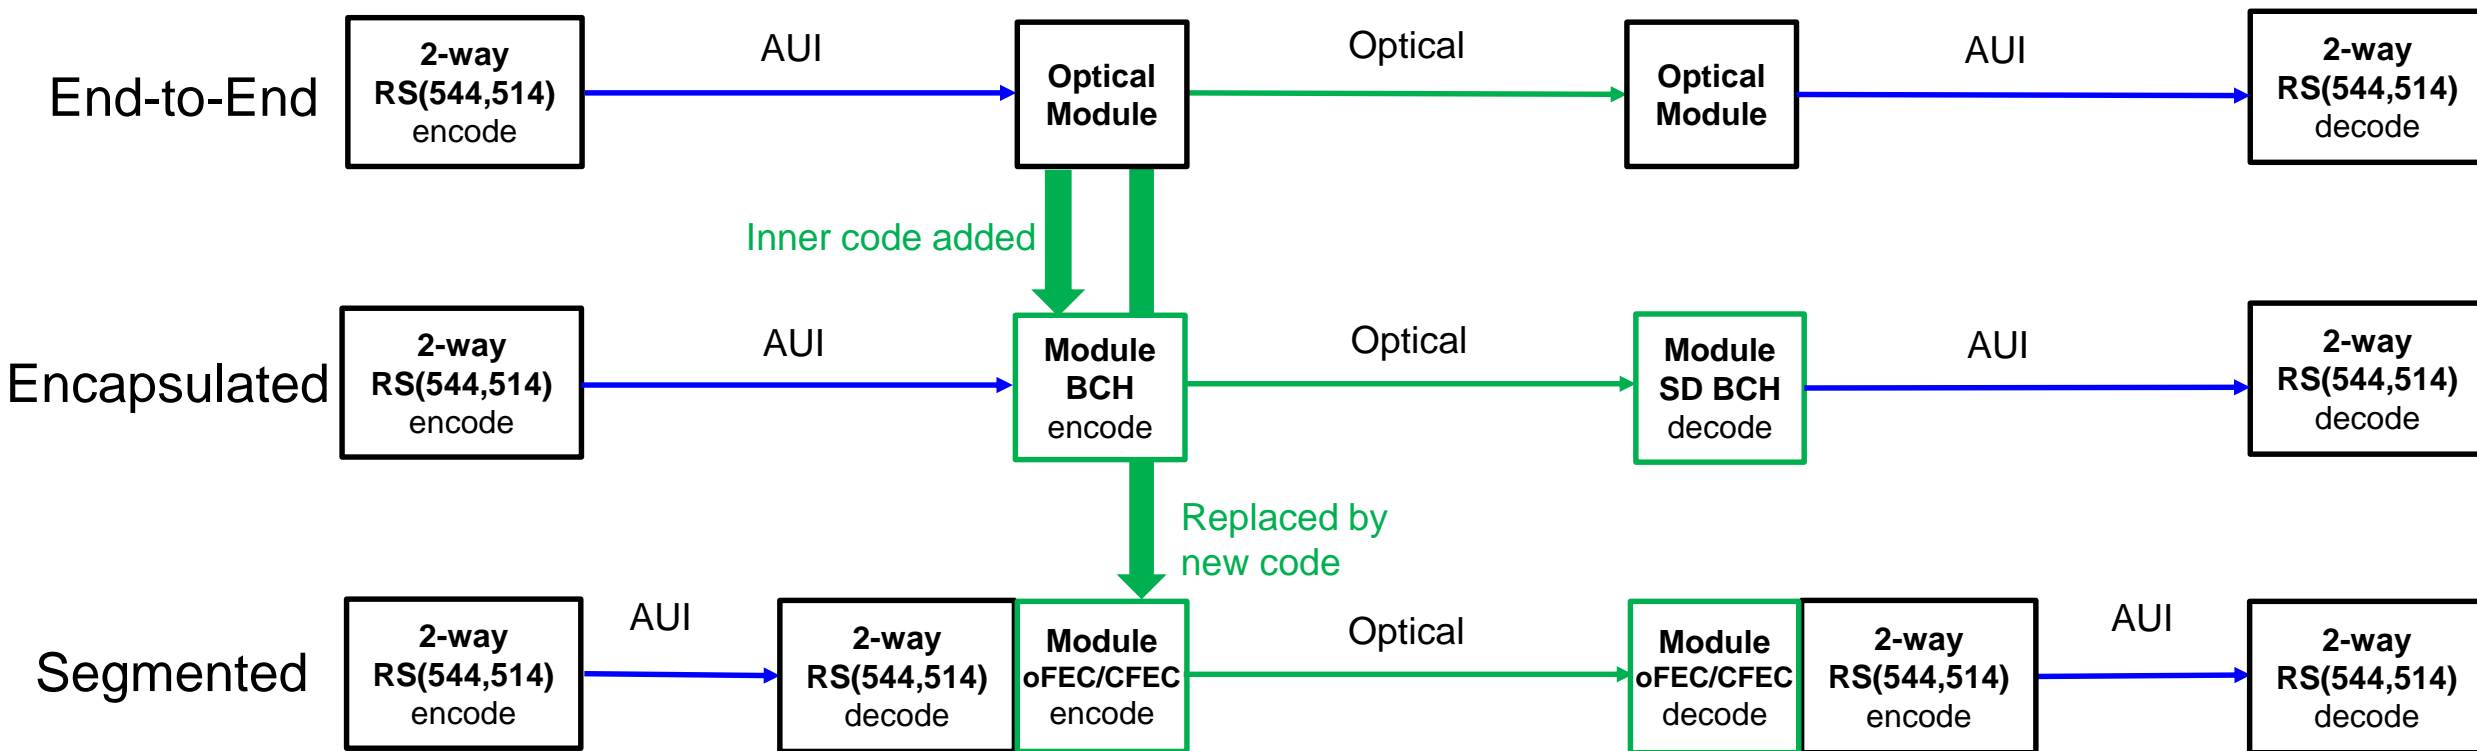 End-to-End
2-way
RS(544,514)
encode
AUI
Optical
Module
Optical
Optical
Module
AUI
2-way
RS(544,514)
decode
Inner code added
Encapsulated
2-way
RS(544,514)
encode
AUI
Module
BCH
encode
Optical
Module
SD BCH
decode
AUI
2-way
RS(544,514)
decode
Replaced by
new code
Segmented
2-way
RS(544,514)
encode
AUI
2-way
RS(544,514)
decode
Module
oFEC/CFEC
encode
Optical
Module
oFEC/CFEC
decode
2-way
RS(544,514)
encode
AUI
2-way
RS(544,514)
decode